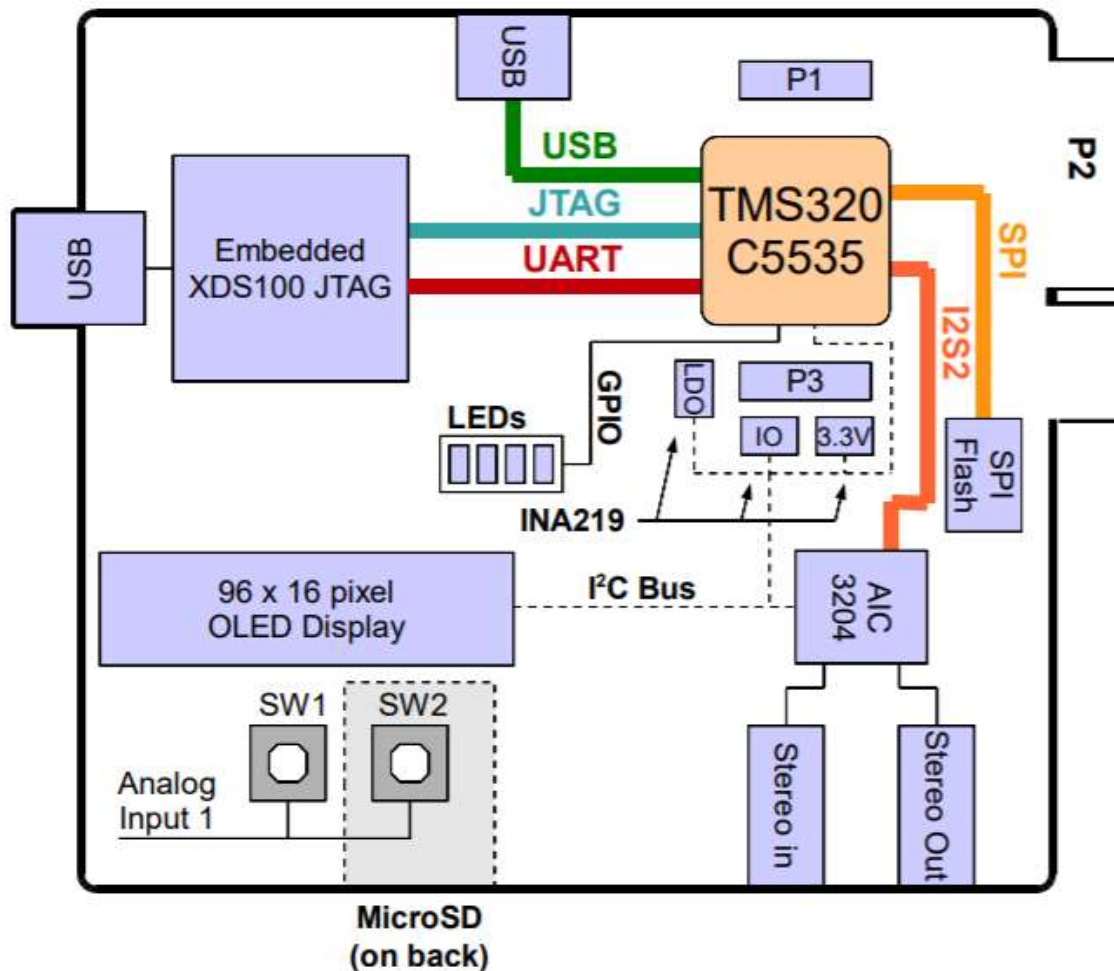 USB
P1
P2
USB
JTAG
UART
TMS320
C5535
SPI
I2S2
USB
Embedded
XDS100 JTAG
GPIO
LEDs
LDO
P3
IO
3.3V
SPI
Flash
INA219
96 x 16 pixel
OLED Display
I²C Bus
AIC
3204
SW1
SW2
Analog
Input 1
Stereo in
Stereo Out
MicroSD
(on back)